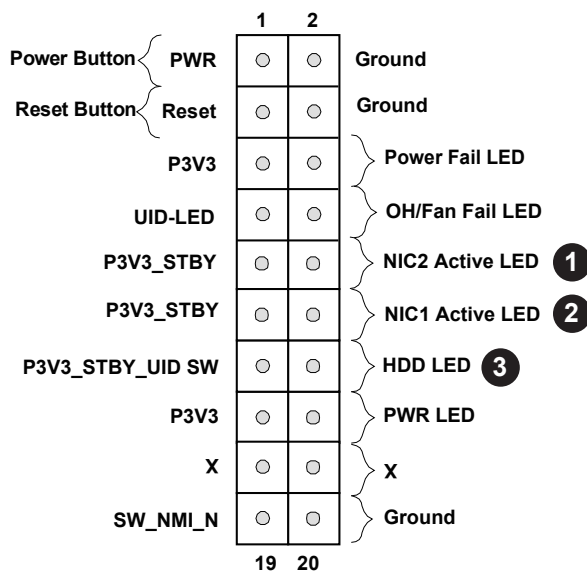 1 2
Power Button PWR Ground
Reset Button Reset Ground
P3V3 Power Fail LED
UID-LED OH/Fan Fail LED
P3V3_STBY NIC2 Active LED 1
P3V3_STBY NIC1 Active LED 2
P3V3_STBY_UID SW HDD LED 3
P3V3 PWR LED
X X
SW_NMI_N Ground
19 20